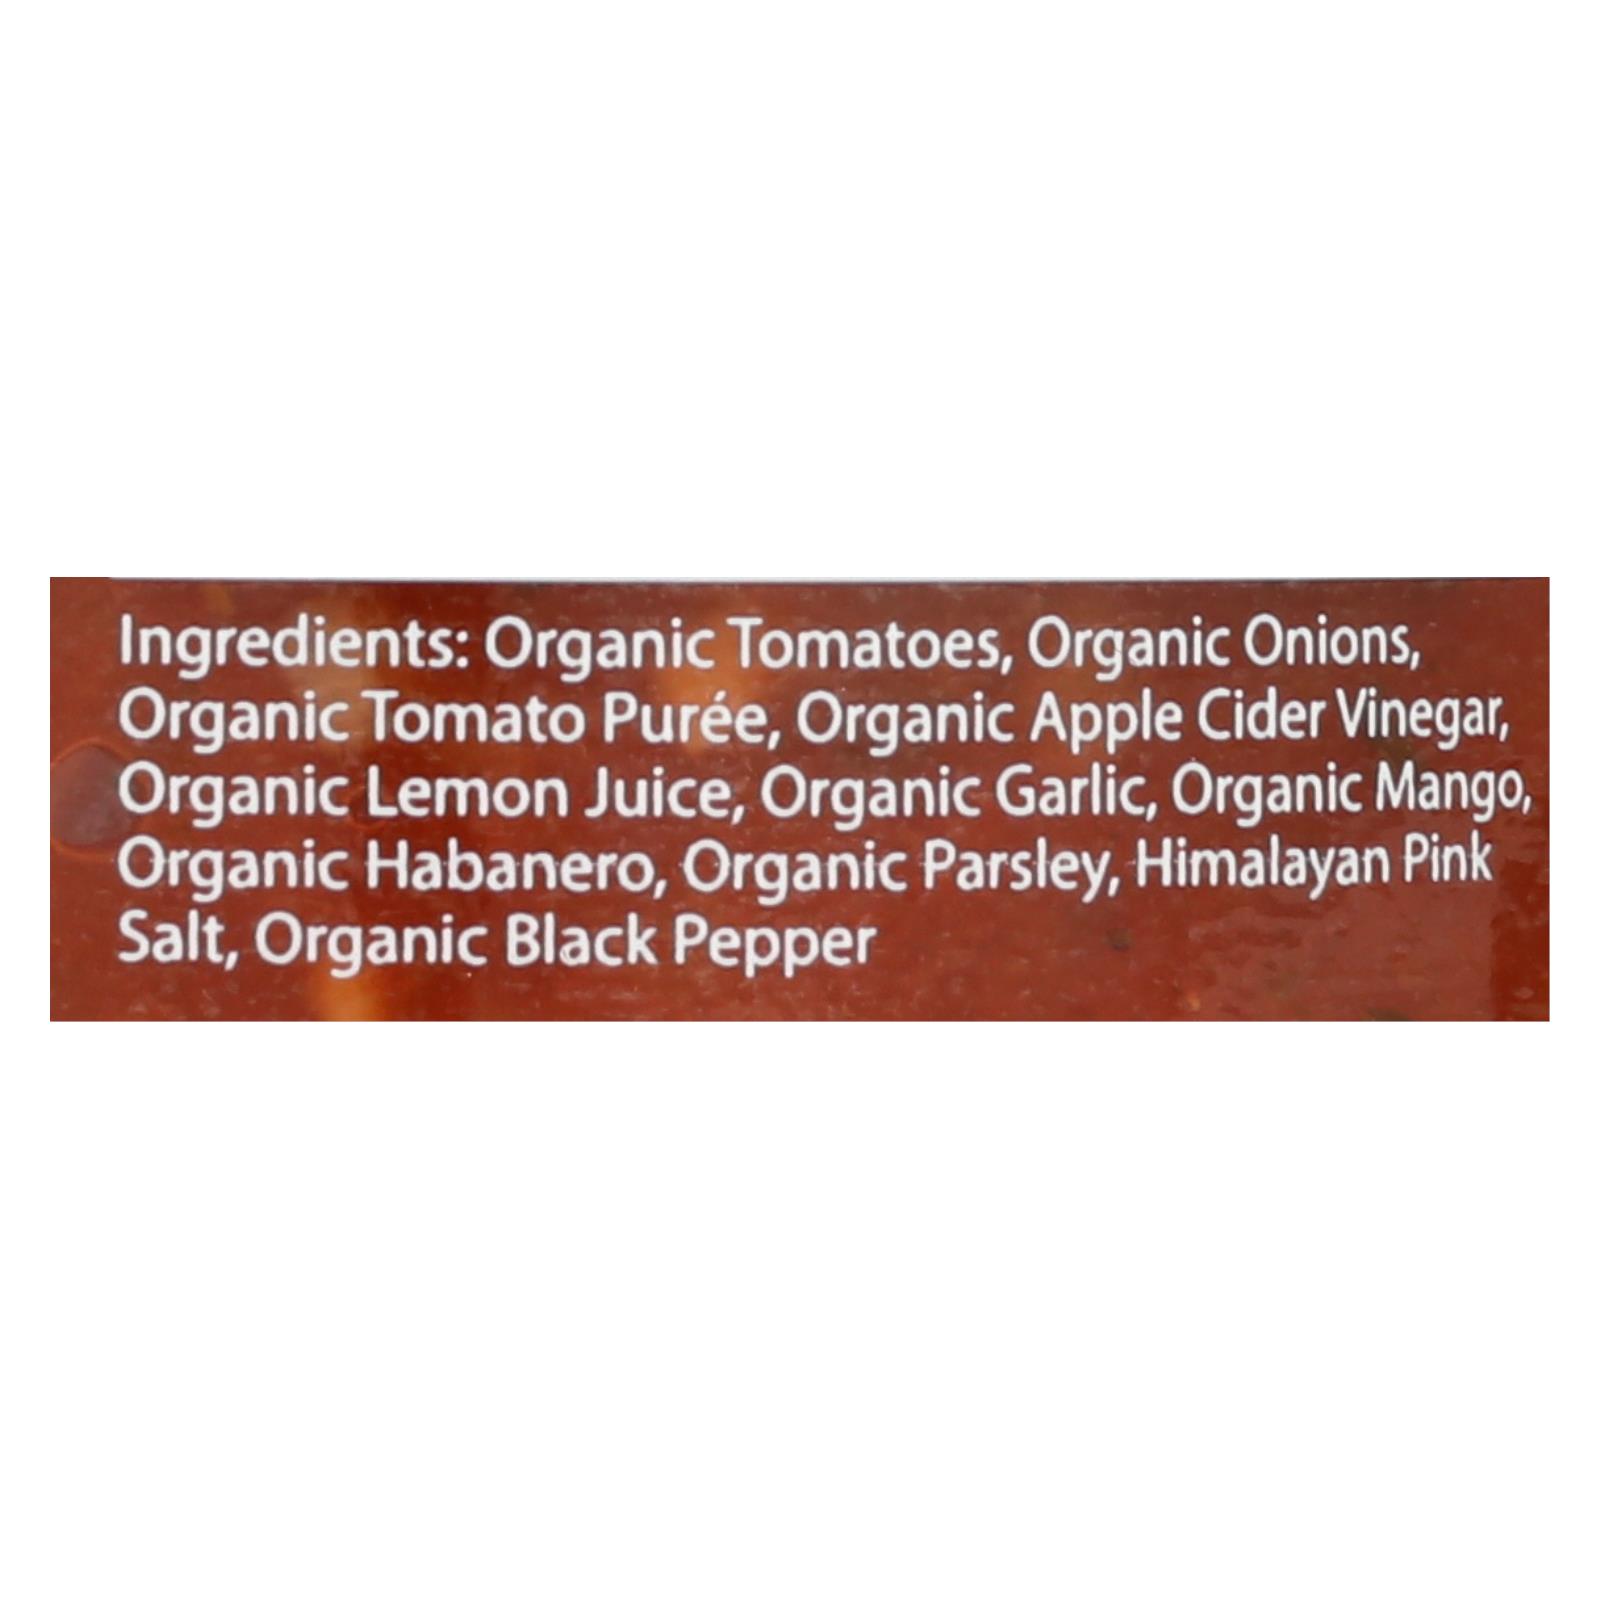 Ingredients: Organic Tomatoes, Organic Onions,
Organic Tomato Purée, Organic Apple Cider Vinegar,
Organic Lemon Juice, Organic Garlic, Organic Mango,
Organic Habanero, Organic Parsley, Himalayan Pink
Salt, Organic Black Pepper